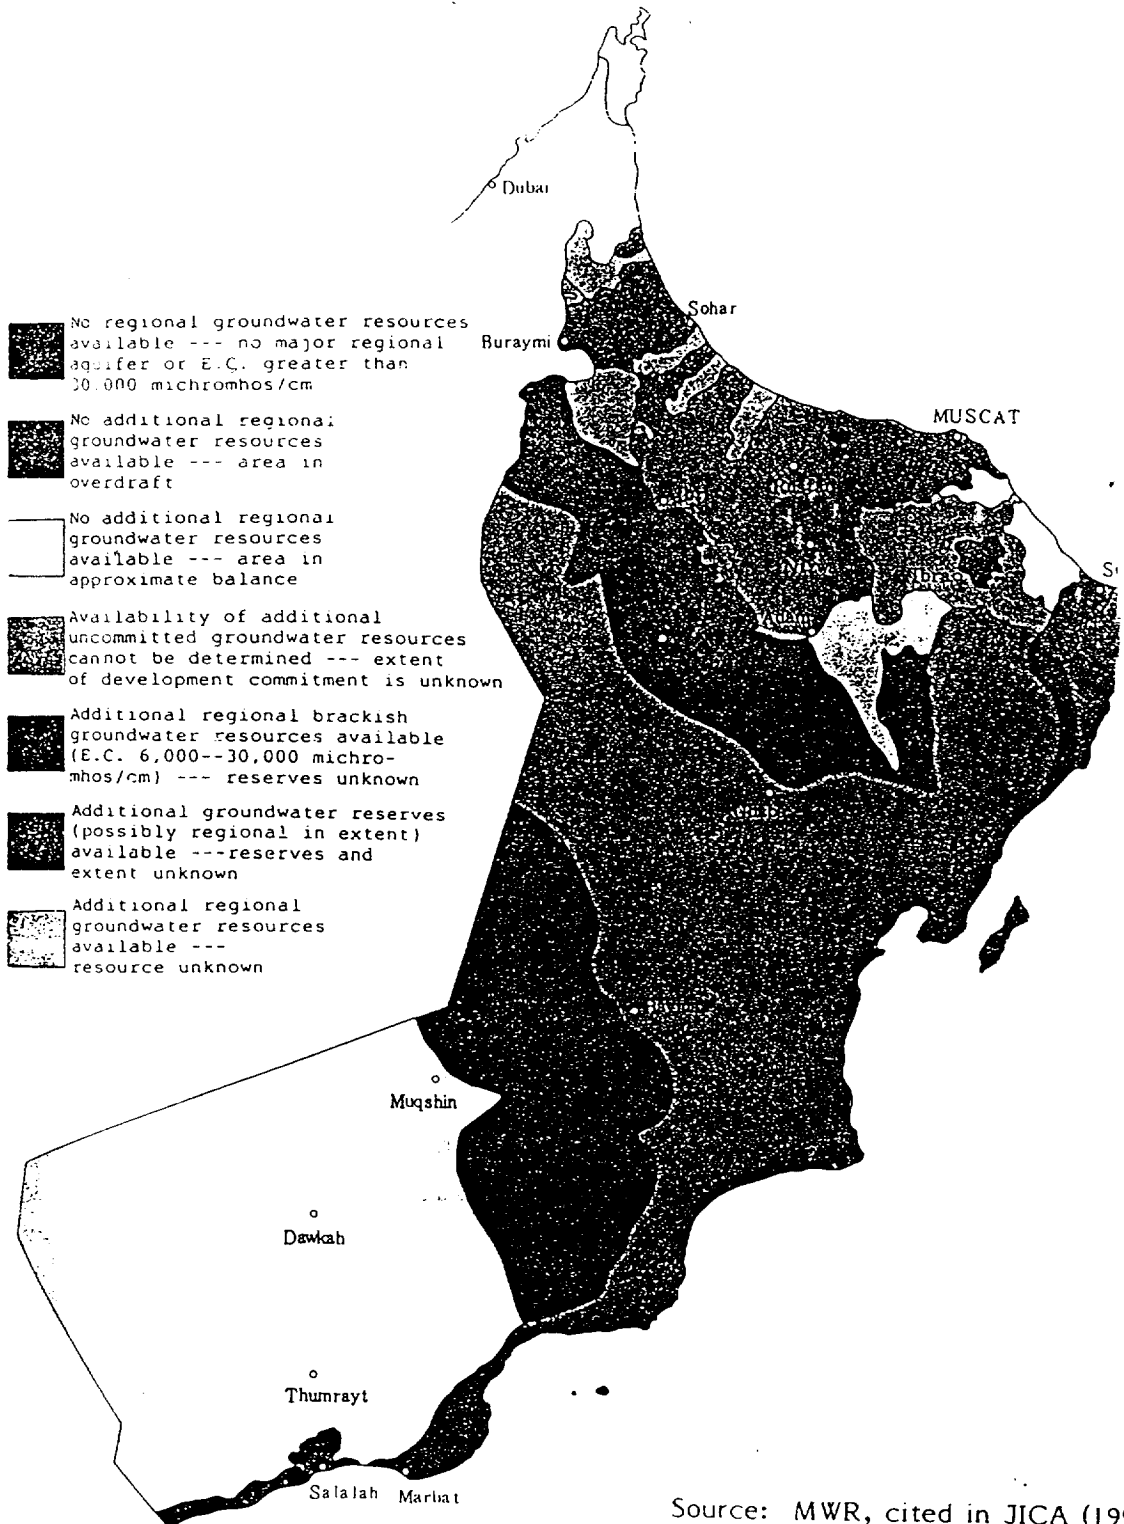 Dubai
Sohar
Buraymi
MUSCAT
No regional groundwater resources
available --- no major regional
aquifer or E.C. greater than
30.000 michromhos/cm
No additional regional
groundwater resources
available --- area in
overdraft
No additional regional
groundwater resources
available --- area in
approximate balance
Availability of additional
uncommitted groundwater resources
cannot be determined --- extent
of development commitment is unknown
Additional regional brackish
groundwater resources available
(E.C. 6,000--30,000 michro-
mhos/cm) --- reserves unknown
Additional groundwater reserves
(possibly regional in extent)
available ---reserves and
extent unknown
Additional regional
groundwater resources
available ---
resource unknown
Muqshin
Dawkah
Thumrayt
Salalah
Marbat
Source: MWR, cited in JICA (199